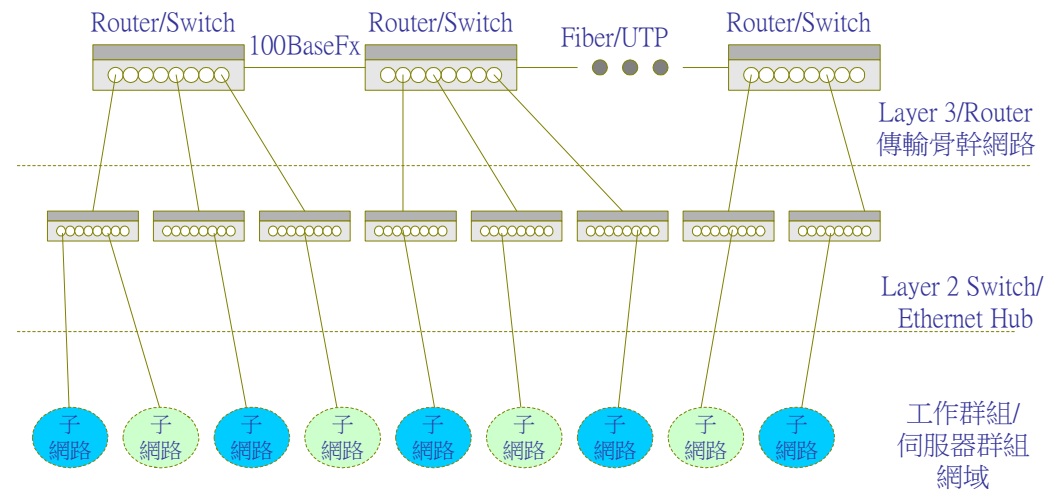 Router/Switch
Router/Switch
Router/Switch
100BaseFx
Fiber/UTP
Layer 3/Router
傳輸骨幹網路
Layer 2 Switch/
Ethernet Hub
子
網路
子
網路
子
網路
子
網路
子
網路
子
網路
子
網路
子
網路
子
網路
工作群組/
伺服器群組
網域